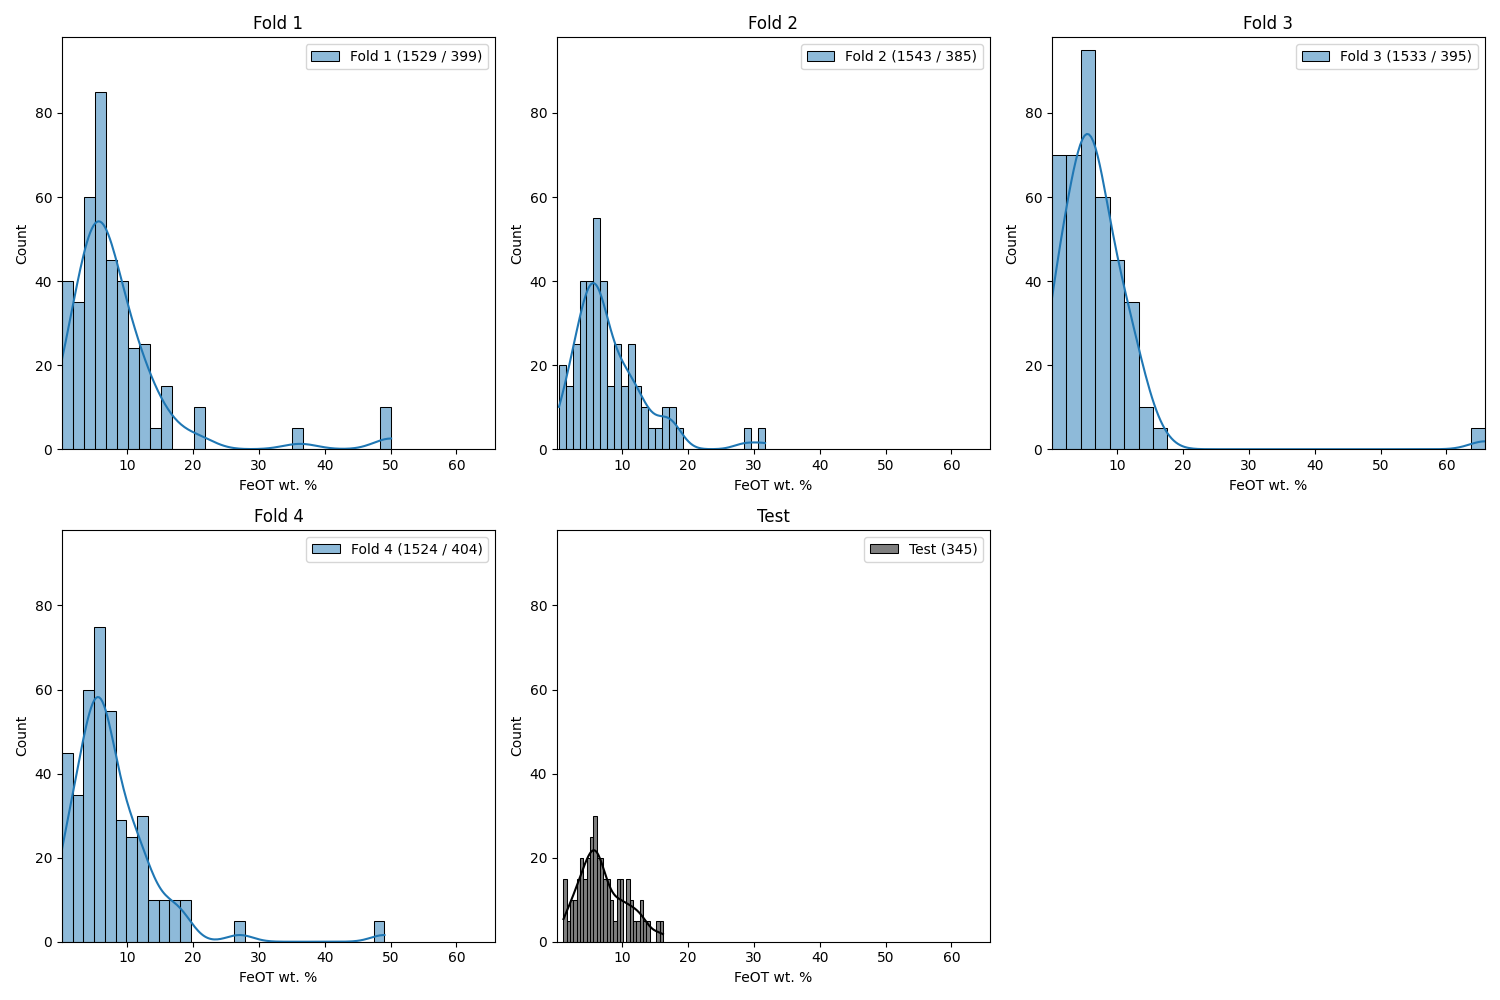 Fold 1
Fold 1 (1529 / 399)
Count
80
60
40
20
0
10 20 30 40 50 60
FeOT wt. %
Fold 2
Fold 2 (1543 / 385)
Count
80
60
40
20
0
10 20 30 40 50 60
FeOT wt. %
Fold 3
Fold 3 (1533 / 395)
Count
80
60
40
20
0
10 20 30 40 50 60
FeOT wt. %
Fold 4
Fold 4 (1524 / 404)
Count
80
60
40
20
0
10 20 30 40 50 60
FeOT wt. %
Test
Test (345)
Count
80
60
40
20
0
10 20 30 40 50 60
FeOT wt. %